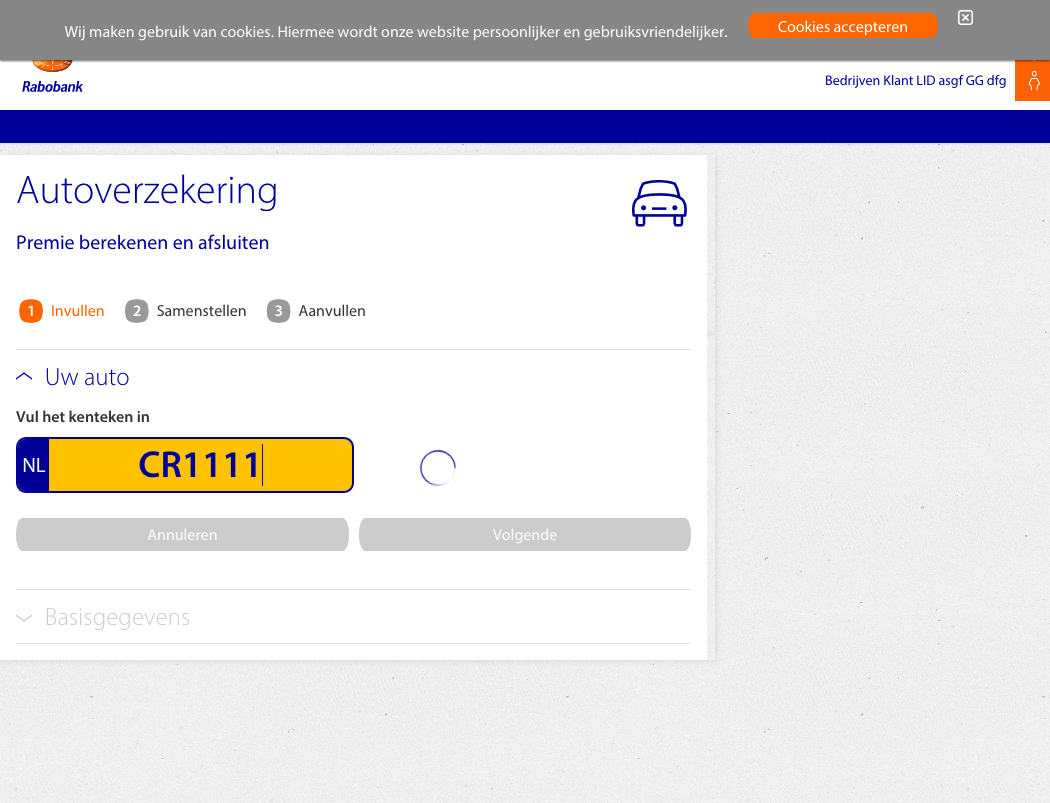 Wij maken gebruik van cookies. Hiermee wordt onze website persoonlijker en gebruiksvriendelijker.
Cookies accepteren
Rabobank
Bedrijven Klant LID asgf GG dfg
Autoverzekering
Premie berekenen en afsluiten
1 Invullen 2 Samenstellen 3 Aanvullen
Uw auto
Vul het kenteken in
NL CR1111
Annuleren Volgende
Basisgegevens